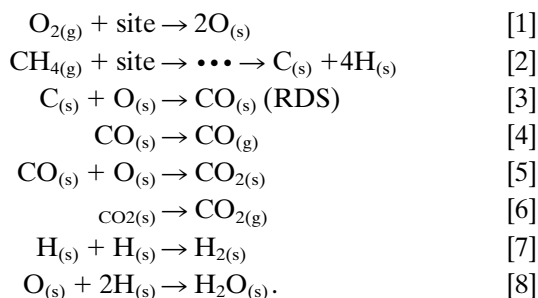 O₂₍g₎ + site → 2O₍s₎ [1]
CH₄₍g₎ + site → ••• → C₍s₎ + 4H₍s₎ [2]
C₍s₎ + O₍s₎ → CO₍s₎ (RDS) [3]
CO₍s₎ → CO₍g₎ [4]
CO₍s₎ + O₍s₎ → CO₂₍s₎ [5]
CO2(s) → CO₂₍g₎ [6]
H₍s₎ + H₍s₎ → H₂₍s₎ [7]
O₍s₎ + 2H₍s₎ → H₂O₍s₎. [8]